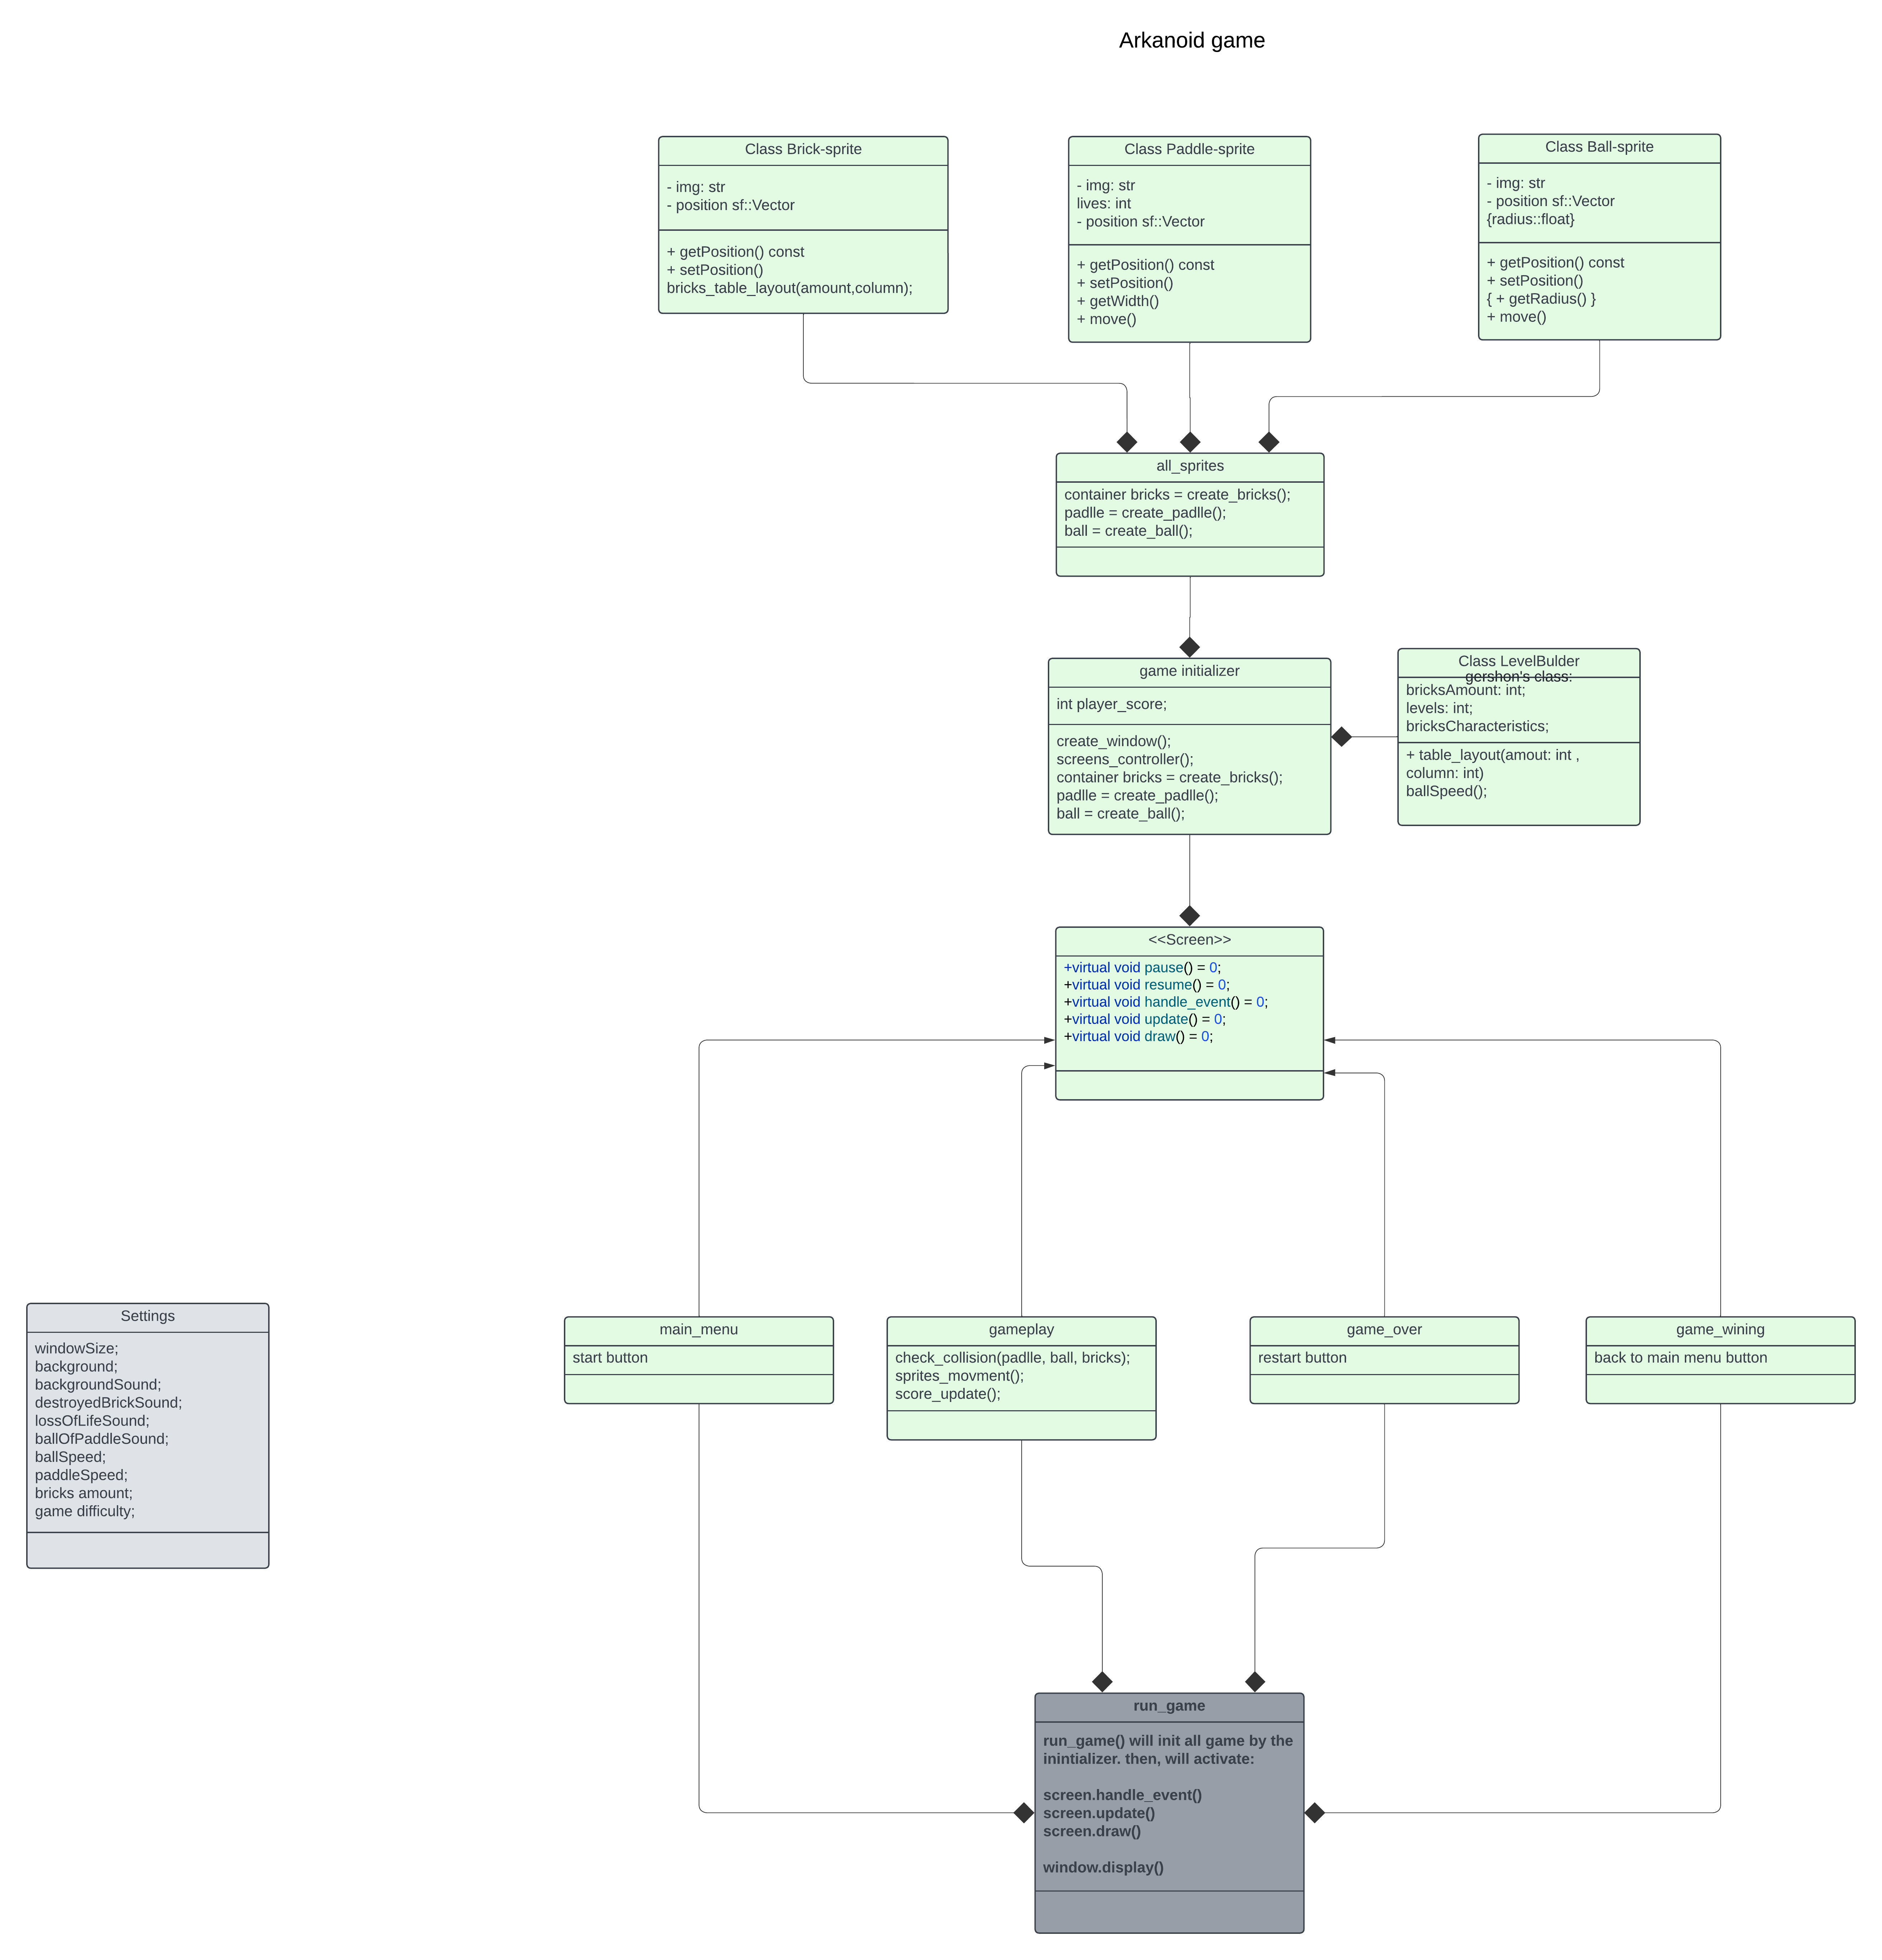 Arkanoid game
Class Brick-sprite
- img: str
- position sf::Vector
+ getPosition() const
+ setPosition()
bricks_table_layout(amount,column);
Class Paddle-sprite
- img: str
lives: int
- position sf::Vector
+ getPosition() const
+ setPosition()
+ getWidth()
+ move()
Class Ball-sprite
- img: str
- position sf::Vector
{radius::float}
+ getPosition() const
+ setPosition()
{ + getRadius() }
+ move()
all_sprites
container bricks = create_bricks();
padlle = create_padlle();
ball = create_ball();
game initializer
int player_score;
create_window();
screens_controller();
container bricks = create_bricks();
padlle = create_padlle();
ball = create_ball();
Class LevelBulder
gershon's class:
bricksAmount: int;
levels: int;
bricksCharacteristics;
+ table_layout(amout: int ,
column: int)
ballSpeed();
<<Screen>>
+virtual void pause() = 0;
+virtual void resume() = 0;
+virtual void handle_event() = 0;
+virtual void update() = 0;
+virtual void draw() = 0;
Settings
windowSize;
background;
backgroundSound;
destroyedBrickSound;
lossOfLifeSound;
ballOfPaddleSound;
ballSpeed;
paddleSpeed;
bricks amount;
game difficulty;
main_menu
start button
gameplay
check_collision(padlle, ball, bricks);
sprites_movment();
score_update();
game_over
restart button
game_wining
back to main menu button
run_game
run_game() will init all game by the
inintializer. then, will activate:
screen.handle_event()
screen.update()
screen.draw()
window.display()